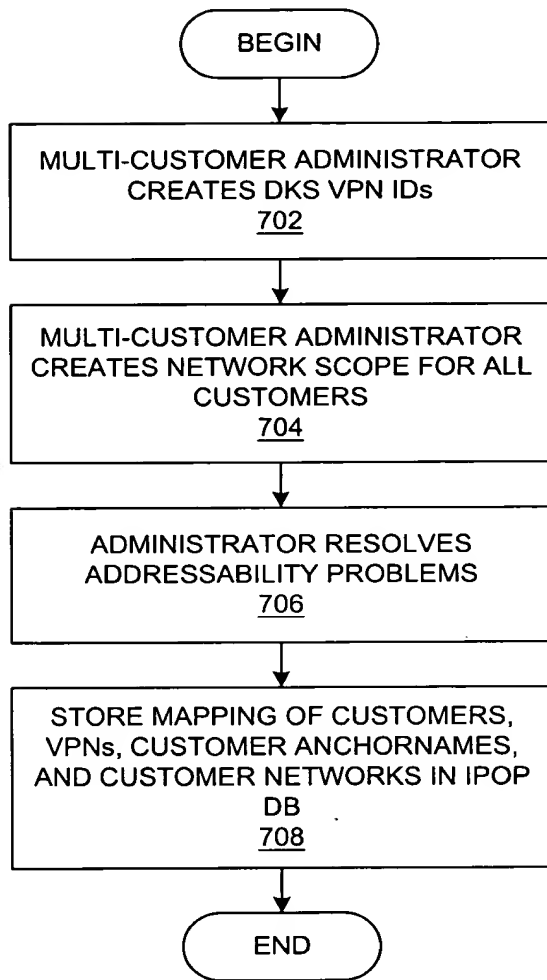 BEGIN
MULTI-CUSTOMER ADMINISTRATOR
CREATES DKS VPN IDs
702
MULTI-CUSTOMER ADMINISTRATOR
CREATES NETWORK SCOPE FOR ALL
CUSTOMERS
704
ADMINISTRATOR RESOLVES
ADDRESSABILITY PROBLEMS
706
STORE MAPPING OF CUSTOMERS,
VPNs, CUSTOMER ANCHORNAMES,
AND CUSTOMER NETWORKS IN IPOP
DB
708
END